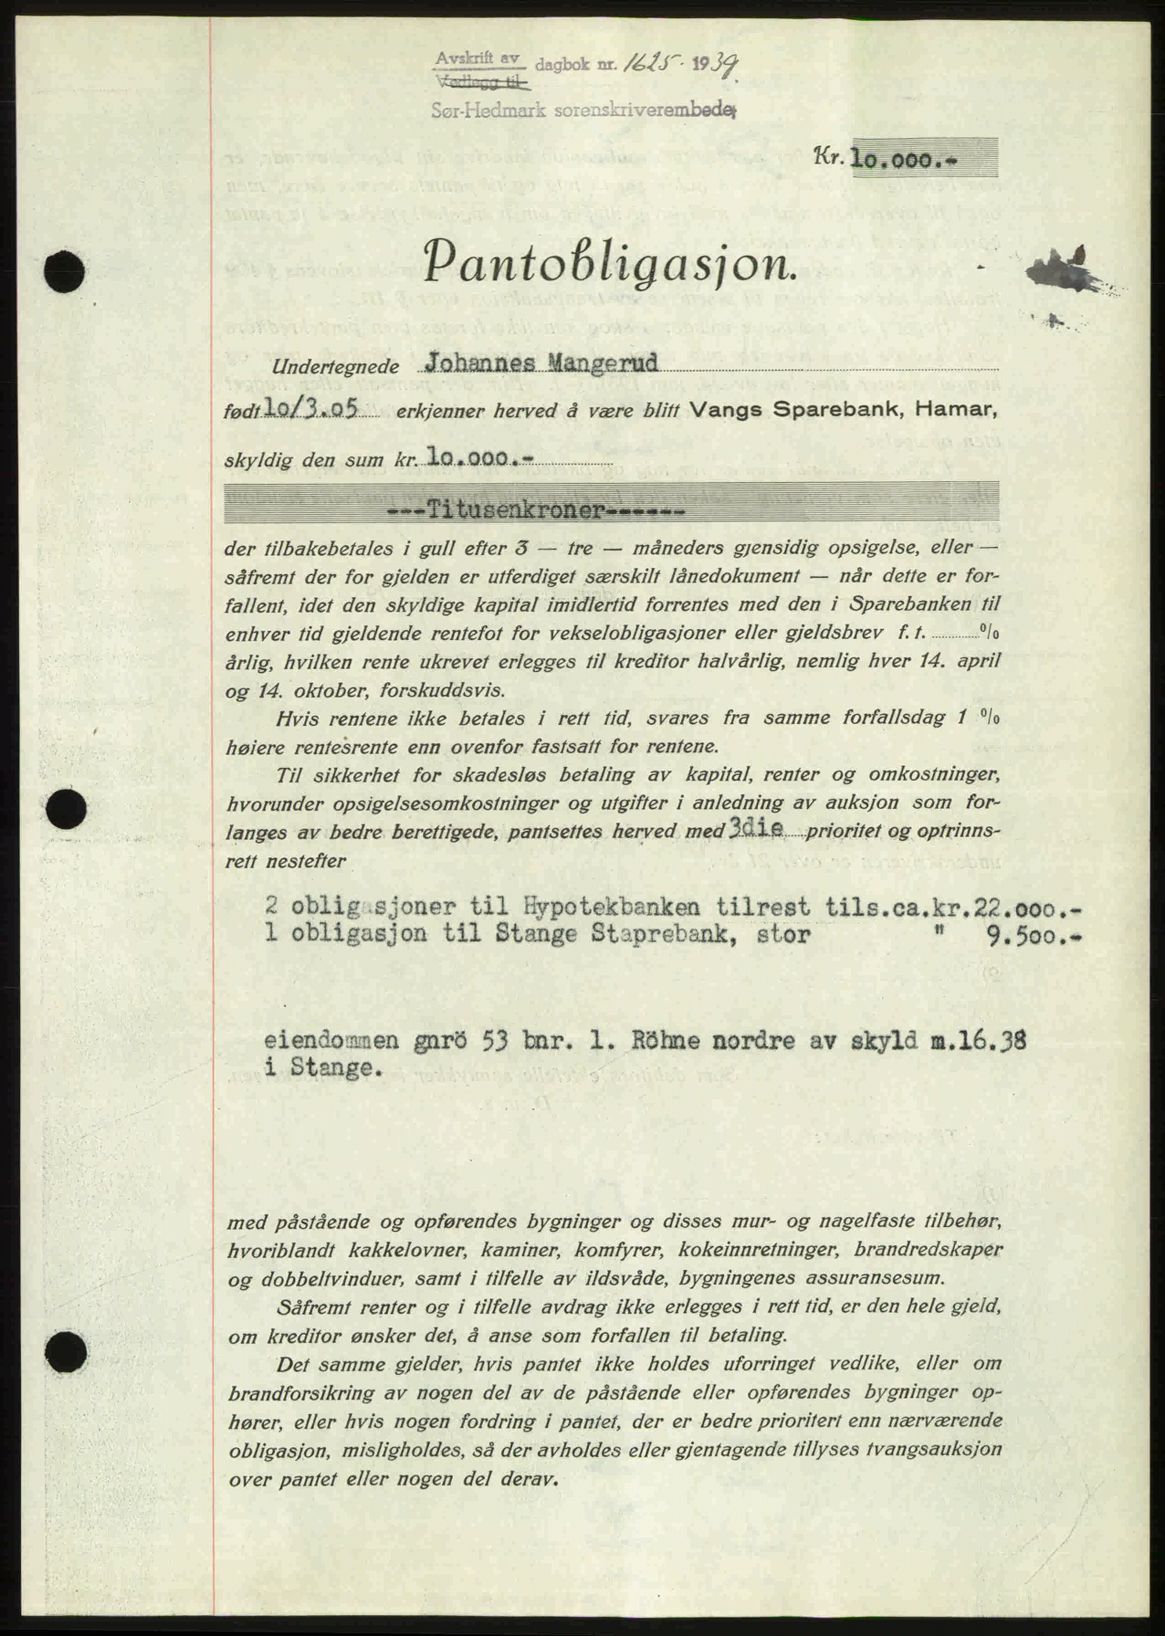 Avskrift av
Vedlegg til
dagbok nr. 1625. 1939.
Sør-Hedmark sorenskriverembede
Kr. 10.000.-
Pantobligasjon.
Undertegnede Johannes Mangerud
født 10/3.05 erkjenner herved å være blitt Vangs Sparebank, Hamar,
skyldig den sum kr. 10.000.-
---Titusenkroner------
der tilbakebetales i gull efter 3 — tre — måneders gjensidig opsigelse, eller —
såfremt der for gjelden er utferdiget særskilt lånedokument — når dette er for-
fallent, idet den skyldige kapital imidlertid forrentes med den i Sparebanken til
enhver tid gjeldende rentefot for vekselobligasjoner eller gjeldsbrev f. t. ............%
årlig, hvilken rente ukrevet erlegges til kreditor halvårlig, nemlig hver 14. april
og 14. oktober, forskuddsvis.
Hvis rentene ikke betales i rett tid, svares fra samme forfallsdag 1 %
høiere rentesrente enn ovenfor fastsatt for rentene.
Til sikkerhet for skadesløs betaling av kapital, renter og omkostninger,
hvorunder opsigelsesomkostninger og utgifter i anledning av auksjon som for-
langes av bedre berettigede, pantsettes herved med 3die prioritet og optrinns-
rett nestefter
2 obligasjoner til Hypotekbanken tilrest tils.ca.kr.22.000.-
1 obligasjon til Stange Staprebank, stor " 9.500.-
eiendommen gnrö 53 bnr. 1. Röhne nordre av skyld m.16.38
i Stange.
med påstående og opførendes bygninger og disses mur- og nagelfaste tilbehør,
hvoriblandt kakkelovner, kaminer, komfyrer, kokeinnretninger, brandredskaper
og dobbeltvinduer, samt i tilfelle av ildsvåde, bygningenes assuransesum.
Såfremt renter og i tilfelle avdrag ikke erlegges i rett tid, er den hele gjeld,
om kreditor ønsker det, å anse som forfallen til betaling.
Det samme gjelder, hvis pantet ikke holdes uforringet vedlike, eller om
brandforsikring av nogen del av de påstående eller opførendes bygninger op-
hører, eller hvis nogen fordring i pantet, der er bedre prioritert enn nærværende
obligasjon, misligholdes, så der avholdes eller gjentagende tillyses tvangsauksjon
over pantet eller nogen del derav.